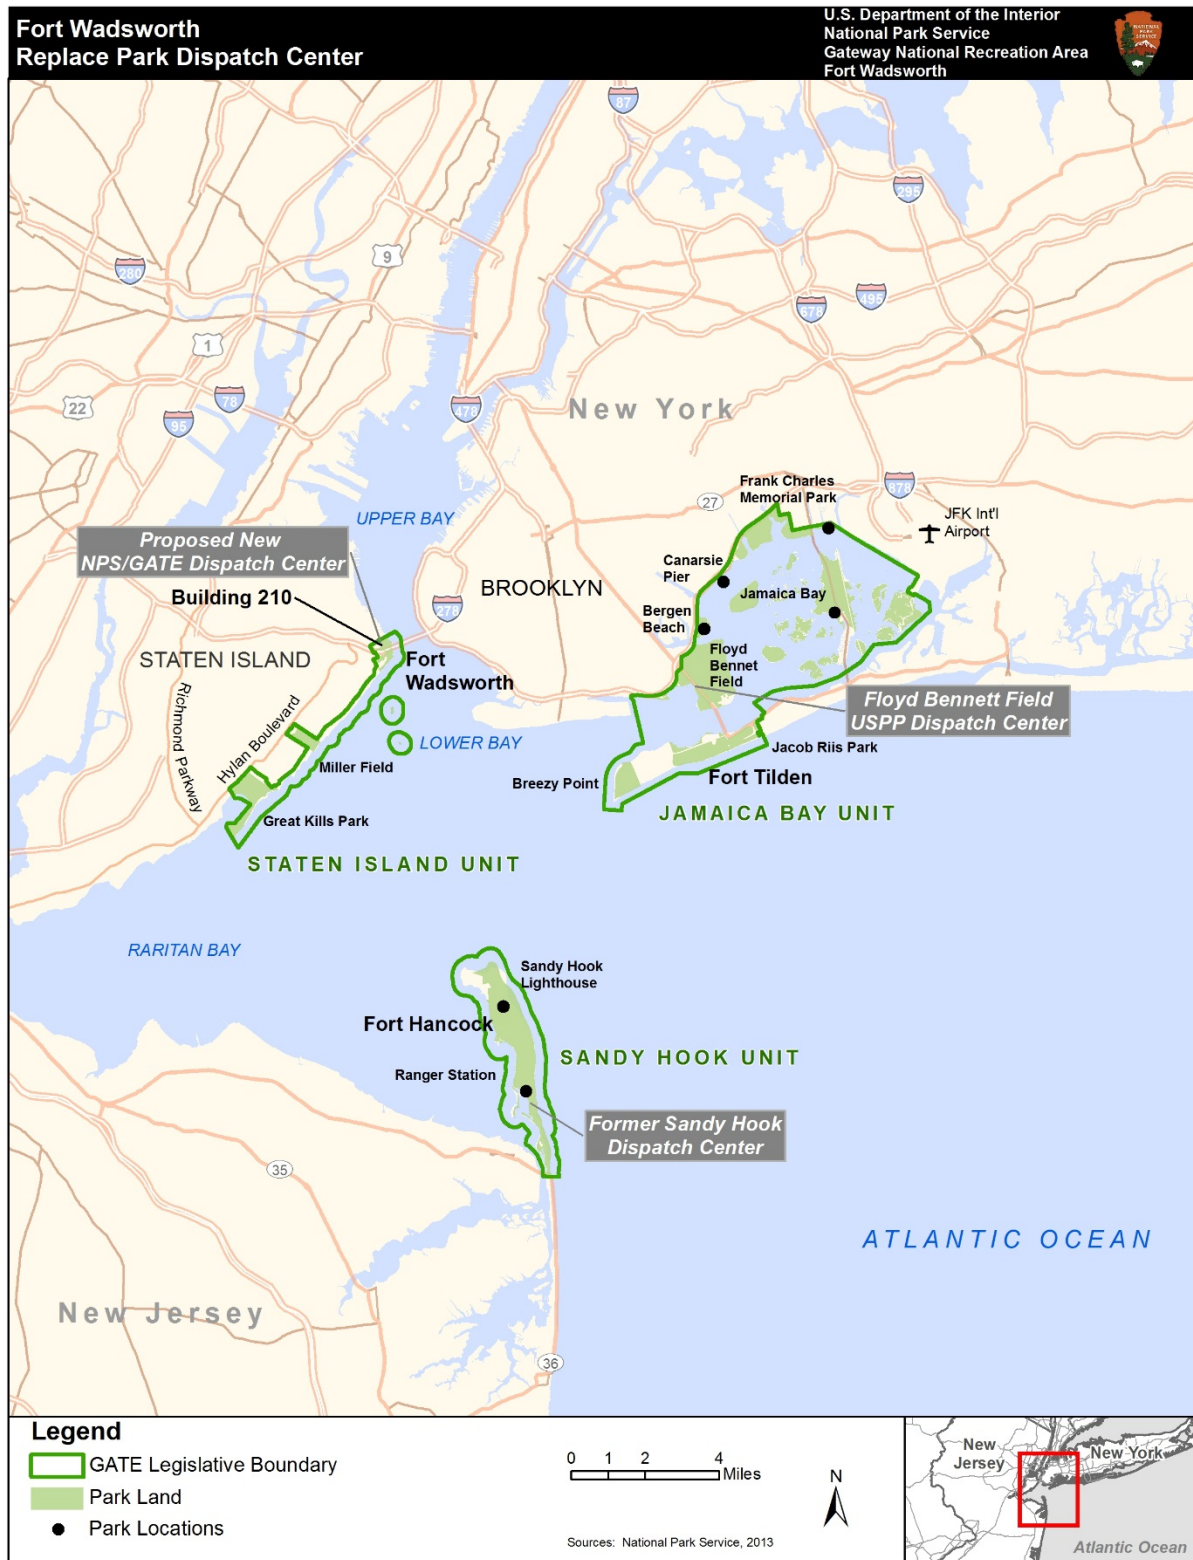 Fort Wadsworth
Replace Park Dispatch Center
U.S. Department of the Interior
National Park Service
Gateway National Recreation Area
Fort Wadsworth
NATIONAL
PARK
SERVICE
87
295
9
280
495
678
1
78
22
95
478
New York
Frank Charles
Memorial Park
878
27
JFK Int'l
Airport
UPPER BAY
Proposed New
NPS/GATE Dispatch Center
Canarsie
Pier
Building 210
BROOKLYN
Jamaica Bay
278
Bergen
Beach
STATEN ISLAND
Fort
Wadsworth
Floyd
Bennet
Field
Richmond Parkway
Hylan Boulevard
Floyd Bennett Field
USPP Dispatch Center
LOWER BAY
Jacob Riis Park
Miller Field
Breezy Point
Fort Tilden
Great Kills Park
JAMAICA BAY UNIT
STATEN ISLAND UNIT
RARITAN BAY
Sandy Hook
Lighthouse
Fort Hancock
SANDY HOOK UNIT
Ranger Station
Former Sandy Hook
Dispatch Center
35
ATLANTIC OCEAN
New Jersey
36
Legend
GATE Legislative Boundary
Park Land
Park Locations
0 1 2 4
Miles
N
Sources: National Park Service, 2013
New
Jersey
New York
Atlantic Ocean